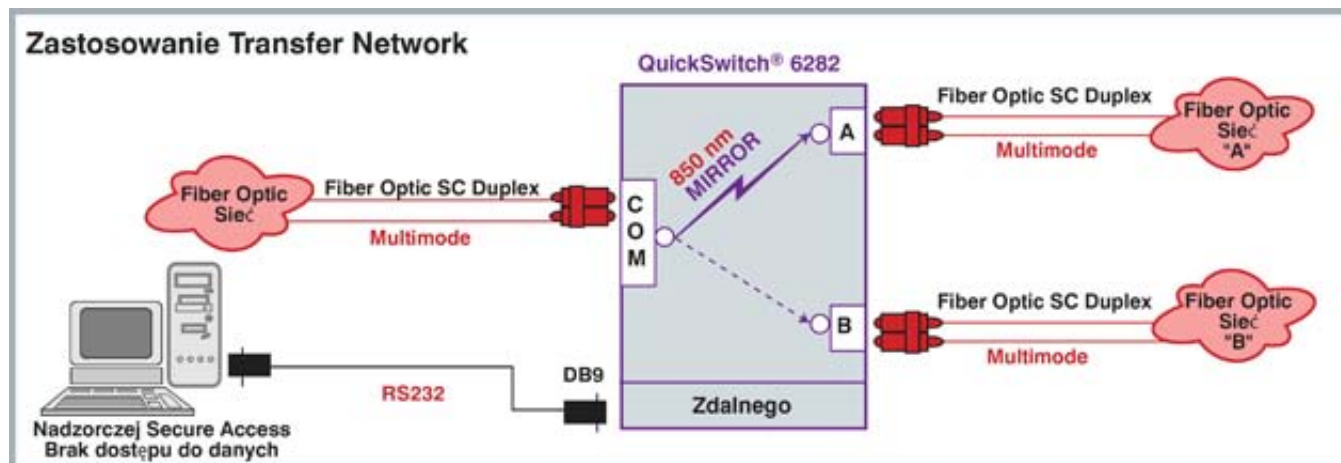 Zastosowanie Transfer Network
QuickSwitch® 6282
Fiber Optic SC Duplex
Multimode
Fiber Optic
Sieć
"A"
A
850 nm
MIRROR
Fiber Optic
Sieć
Fiber Optic SC Duplex
Multimode
C
O
M
B
Fiber Optic SC Duplex
Multimode
Fiber Optic
Sieć
"B"
RS232
DB9
Zdalnego
Nadzorczej Secure Access
Brak dostępu do danych